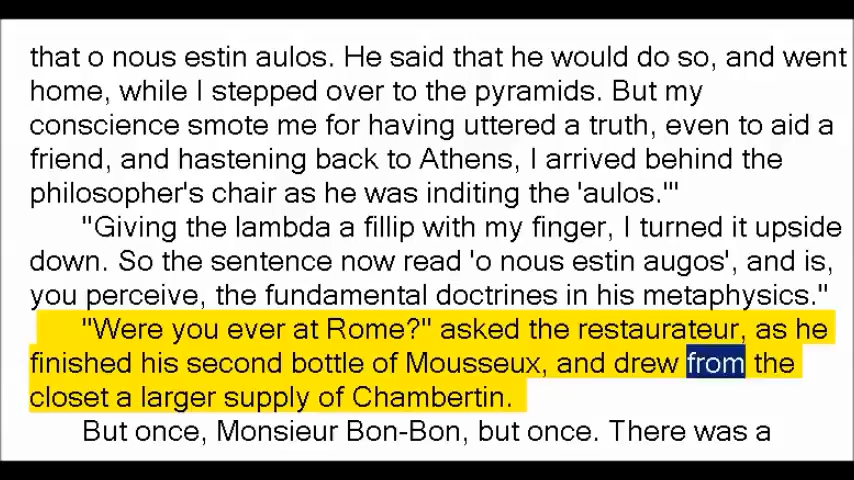 that o nous estin aulos. He said that he would do so, and went
home, while I stepped over to the pyramids. But my
conscience smote me for having uttered a truth, even to aid a
friend, and hastening back to Athens, I arrived behind the
philosopher's chair as he was inditing the 'aulos.'"
"Giving the lambda a fillip with my finger, I turned it upside
down. So the sentence now read 'o nous estin augos', and is,
you perceive, the fundamental doctrines in his metaphysics."
"Were you ever at Rome?" asked the restaurateur, as he
finished his second bottle of Mousseux, and drew from the
closet a larger supply of Chambertin.
But once, Monsieur Bon-Bon, but once. There was a